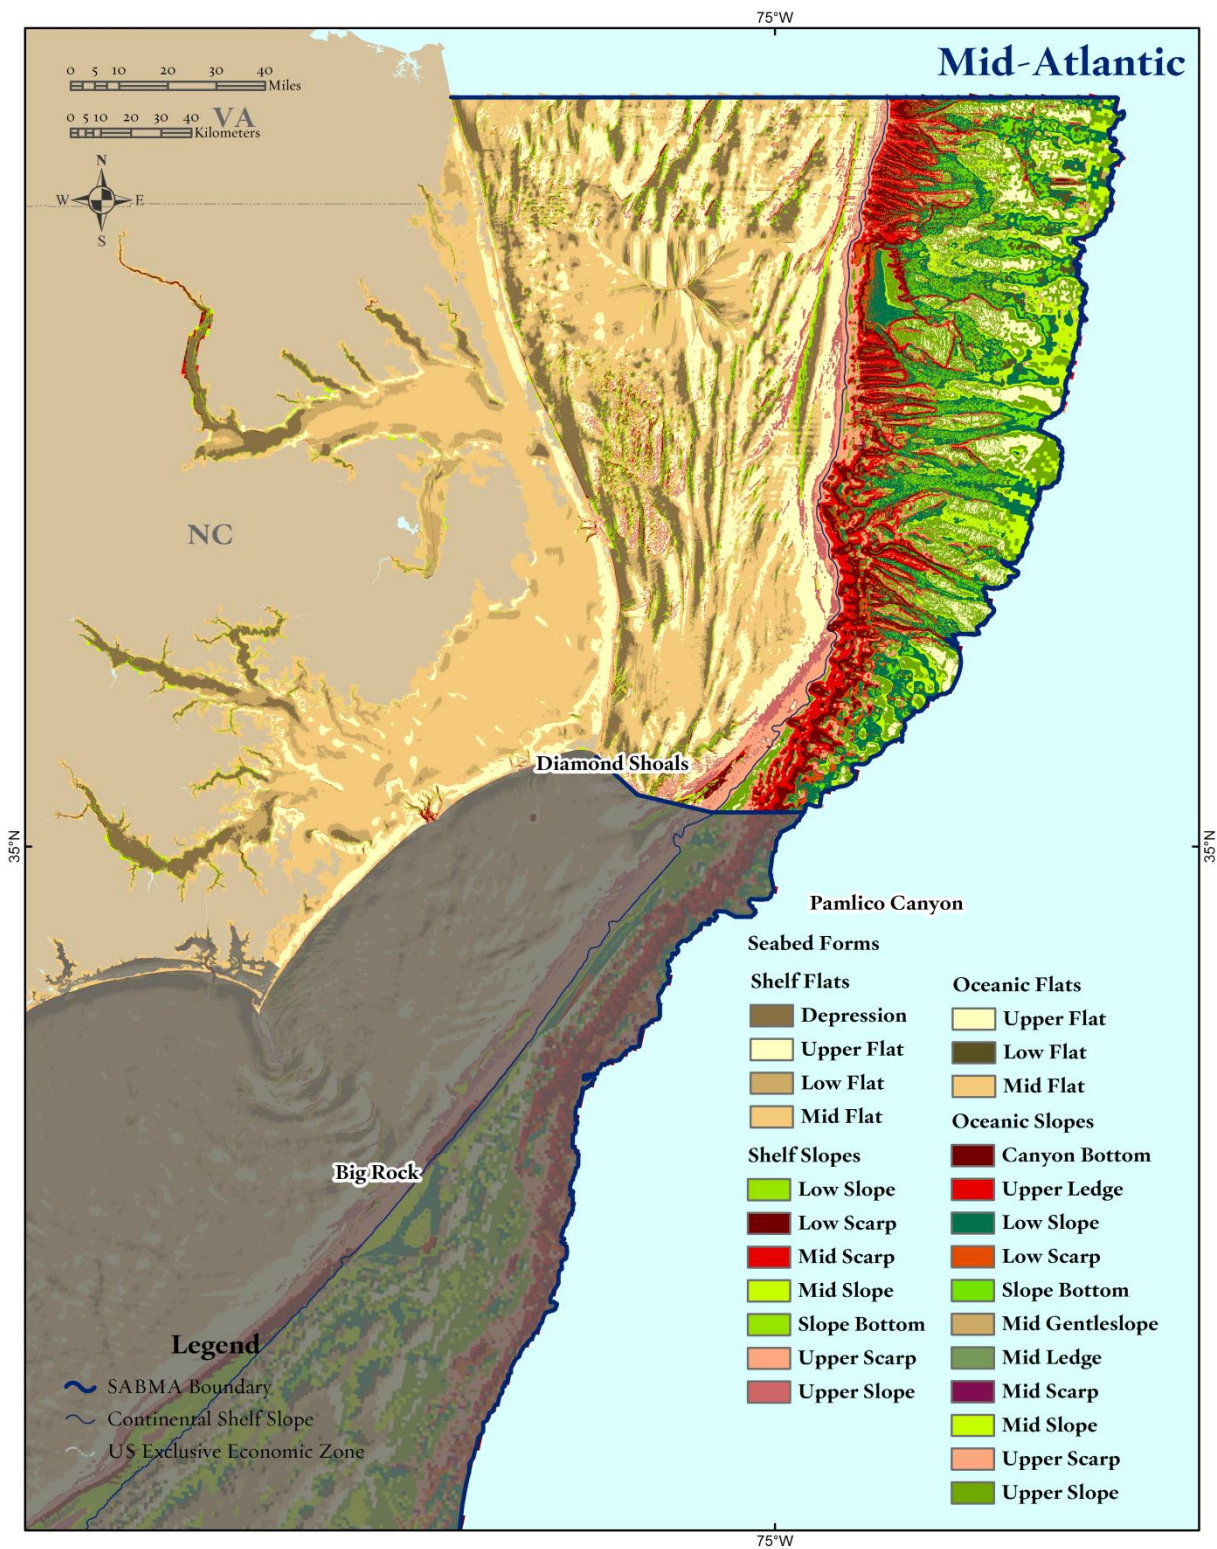 75°W
Mid-Atlantic
0 5 10 20 30 40
Miles
VA
0 5 10 20 30 40
Kilometers
N
W E
S
NC
Diamond Shoals
35°N
35°N
Pamlico Canyon
Big Rock
Seabed Forms
Shelf Flats
Depression
Upper Flat
Low Flat
Mid Flat
Shelf Slopes
Low Slope
Low Scarp
Mid Scarp
Mid Slope
Slope Bottom
Upper Scarp
Upper Slope
Oceanic Flats
Upper Flat
Low Flat
Mid Flat
Oceanic Slopes
Canyon Bottom
Upper Ledge
Low Slope
Low Scarp
Slope Bottom
Mid Gentleslope
Mid Ledge
Mid Scarp
Mid Slope
Upper Scarp
Upper Slope
Legend
SABMA Boundary
Continental Shelf Slope
US Exclusive Economic Zone
75°W